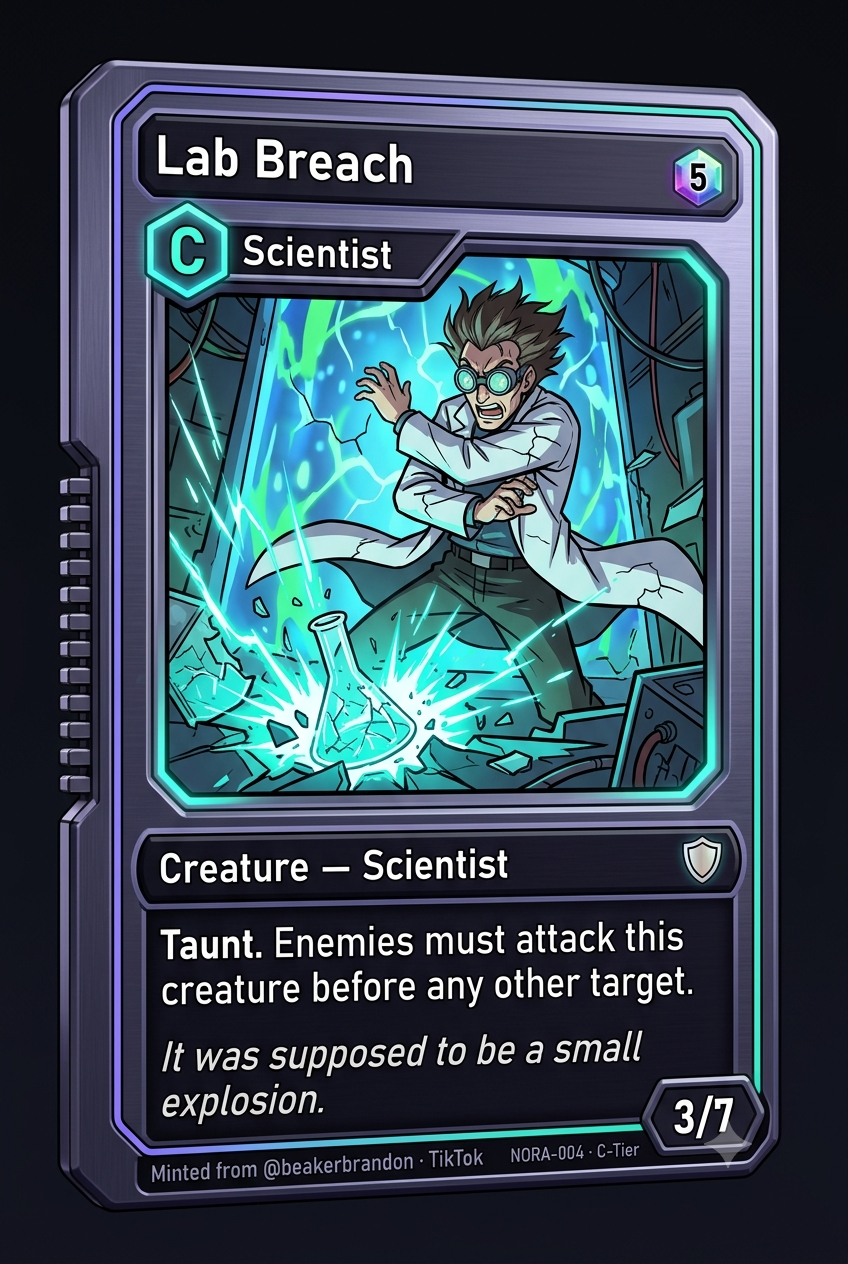 Lab Breach
5
C
Scientist
Creature — Scientist
Taunt. Enemies must attack this
creature before any other target.
It was supposed to be a small
explosion.
3/7
Minted from @beakerbrandon · TikTok
NORA-004 · C-Tier